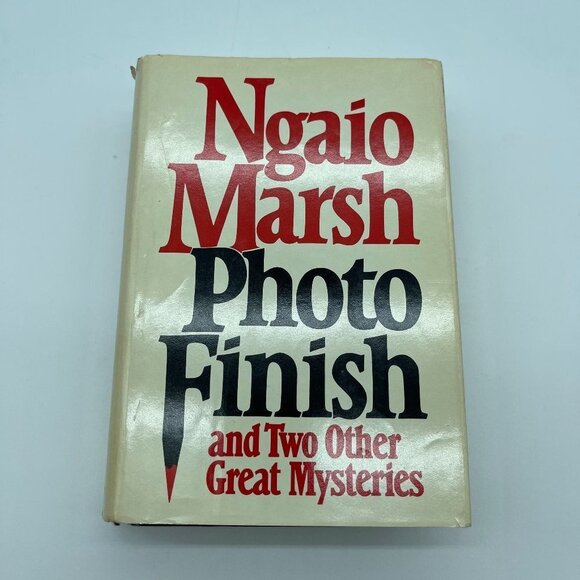 Ngaio
Marsh
Photo
Finish
and Two Other
Great Mysteries